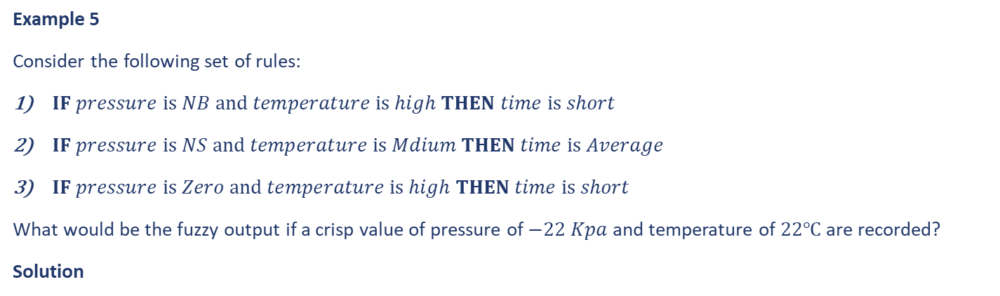 Example 5
Consider the following set of rules:
1) IF pressure is NB and temperature is high THEN time is short
2) IF pressure is NS and temperature is Mdium THEN time is Average
3) IF pressure is Zero and temperature is high THEN time is short
What would be the fuzzy output if a crisp value of pressure of −22 Kpa and temperature of 22°C are recorded?
Solution